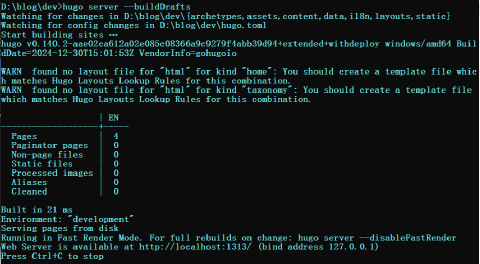 D:\blog\dev>hugo server --buildDrafts
Watching for changes in D:\blog\dev\{archetypes,assets,content,data,i18n,layouts,static}
Watching for config changes in D:\blog\dev\hugo.toml
Start building sites …
hugo v0.140.2-aae02ca612a02e085c08366a9c9279f4abb39d94+extended+withdeploy windows/amd64 Buil
dDate=2024-12-30T15:01:53Z VendorInfo=gohugoio

WARN  found no layout file for "html" for kind "home": You should create a template file whic
h matches Hugo Layouts Lookup Rules for this combination.
WARN  found no layout file for "html" for kind "taxonomy": You should create a template file
which matches Hugo Layouts Lookup Rules for this combination.

                   | EN
-------------------+-----
  Pages            |  4
  Paginator pages  |  0
  Non-page files   |  0
  Static files     |  0
  Processed images |  0
  Aliases          |  0
  Cleaned          |  0

Built in 21 ms
Environment: "development"
Serving pages from disk
Running in Fast Render Mode. For full rebuilds on change: hugo server --disableFastRender
Web Server is available at http://localhost:1313/ (bind address 127.0.0.1)
Press Ctrl+C to stop